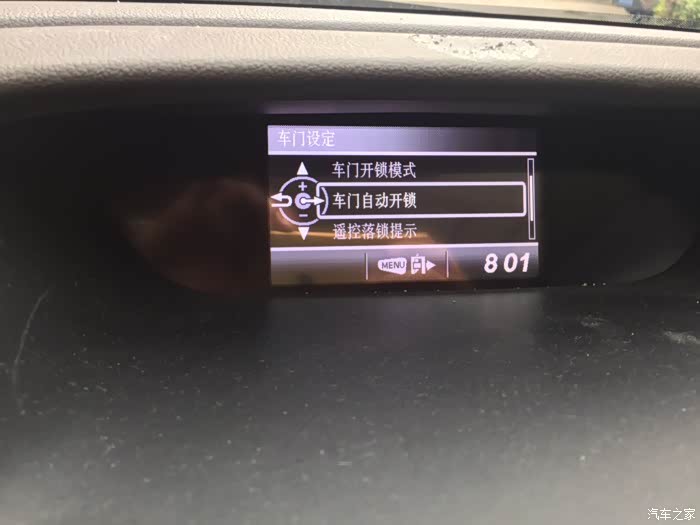 车门设定
车门开锁模式
+
车门自动开锁
−
遥控落锁提示
MENU
8 01
汽车之家